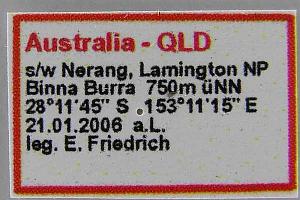 Australia - QLD
s/w Nerang, Lamington NP
Binna Burra 750m üNN
28°11'45" S .153°11'15" E
21.01.2006 a.L.
leg. E. Friedrich